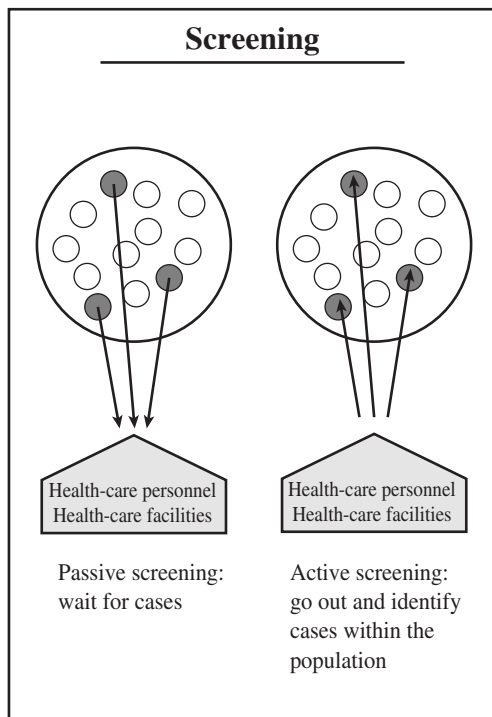 Screening
Health-care personnel
Health-care facilities
Passive screening:
wait for cases
Health-care personnel
Health-care facilities
Active screening:
go out and identify
cases within the
population